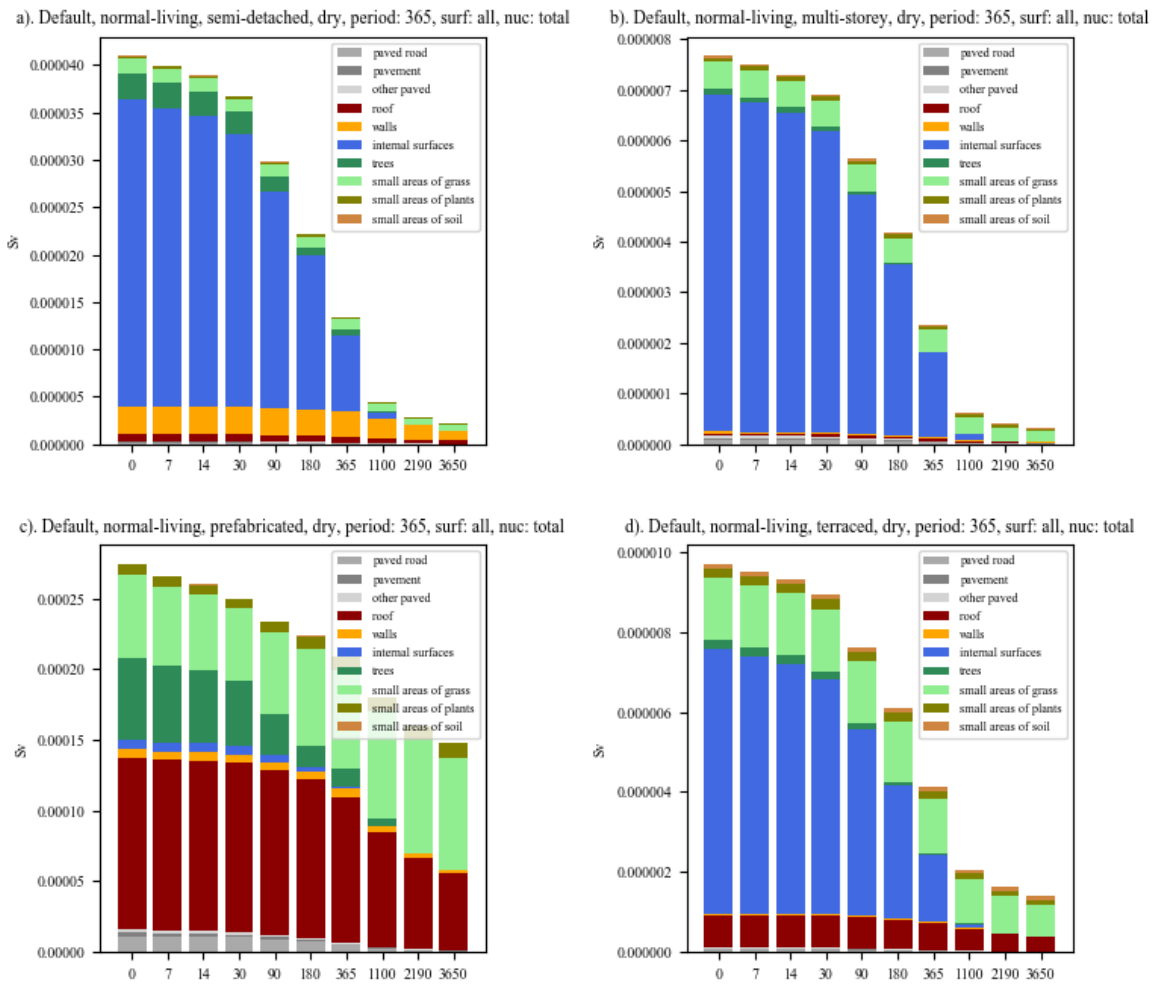 a). Default, normal-living, semi-detached, dry, period: 365, surf: all, nuc: total
0.000040
0.000035
0.000030
0.000025
0.000020
0.000015
0.000010
0.000005
0.000000
Sv
paved road
pavement
other paved
roof
walls
internal surfaces
trees
small areas of grass
small areas of plants
small areas of soil
0 7 14 30 90 180 365 1100 2190 3650
b). Default, normal-living, multi-storey, dry, period: 365, surf: all, nuc: total
0.000008
0.000007
0.000006
0.000005
0.000004
0.000003
0.000002
0.000001
0.000000
Sv
paved road
pavement
other paved
roof
walls
internal surfaces
trees
small areas of grass
small areas of plants
small areas of soil
0 7 14 30 90 180 365 1100 2190 3650
c). Default, normal-living, prefabricated, dry, period: 365, surf: all, nuc: total
0.00025
0.00020
0.00015
0.00010
0.00005
0.00000
Sv
paved road
pavement
other paved
roof
walls
internal surfaces
trees
small areas of grass
small areas of plants
small areas of soil
0 7 14 30 90 180 365 1100 2190 3650
d). Default, normal-living, terraced, dry, period: 365, surf: all, nuc: total
0.000010
0.000008
0.000006
0.000004
0.000002
0.000000
Sv
paved road
pavement
other paved
roof
walls
internal surfaces
trees
small areas of grass
small areas of plants
small areas of soil
0 7 14 30 90 180 365 1100 2190 3650